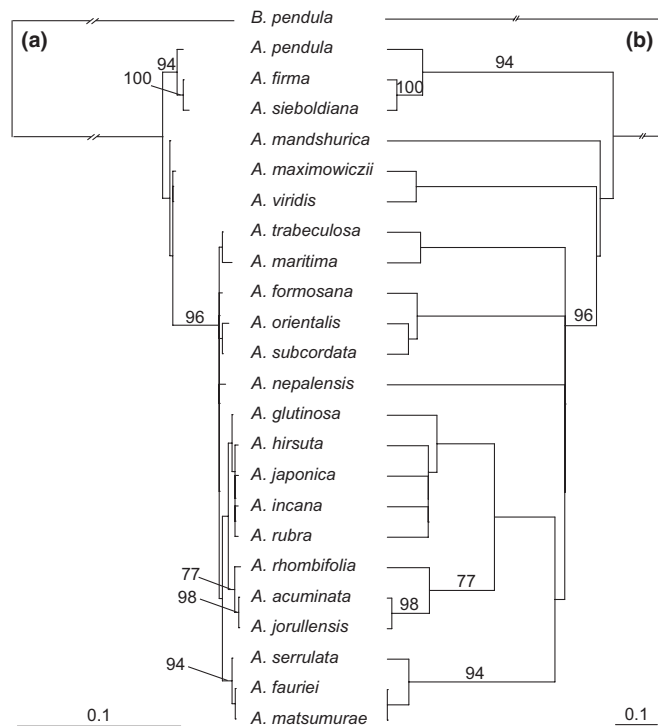 (a)
(b)
B. pendula
A. pendula
94
94
A. firma
100
100
A. sieboldiana
A. mandshurica
A. maximowiczii
A. viridis
A. trabeculosa
A. maritima
A. formosana
96
A. orientalis
96
A. subcordata
A. nepalensis
A. glutinosa
A. hirsuta
A. japonica
A. incana
A. rubra
77
A. rhombifolia
77
98
A. acuminata
98
A. jorullensis
94
A. serrulata
94
A. fauriei
0.1
A. matsumurae
0.1